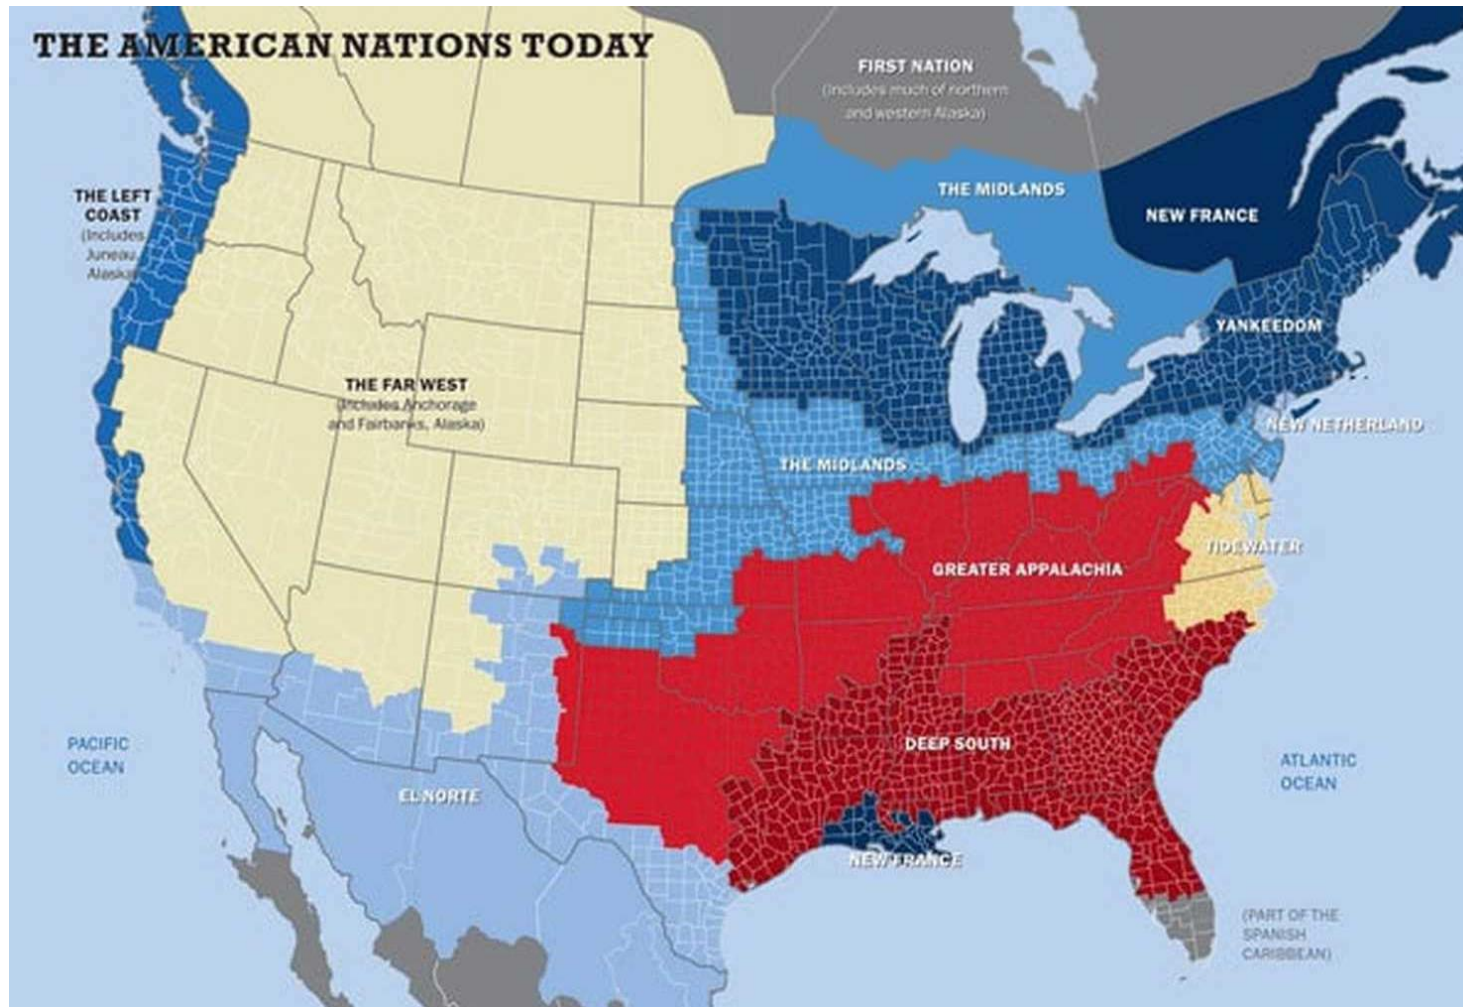 THE AMERICAN NATIONS TODAY
FIRST NATION
(Includes much of northern
and western Alaska)
THE LEFT
COAST
(Includes
Juneau,
Alaska)
THE MIDLANDS
NEW FRANCE
YANKEEDOM
THE FAR WEST
(Includes Anchorage
and Fairbanks, Alaska)
NEW NETHERLAND
THE MIDLANDS
TIDEWATER
GREATER APPALACHIA
DEEP SOUTH
PACIFIC
OCEAN
ATLANTIC
OCEAN
EL NORTE
NEW FRANCE
(PART OF THE
SPANISH
CARIBBEAN)